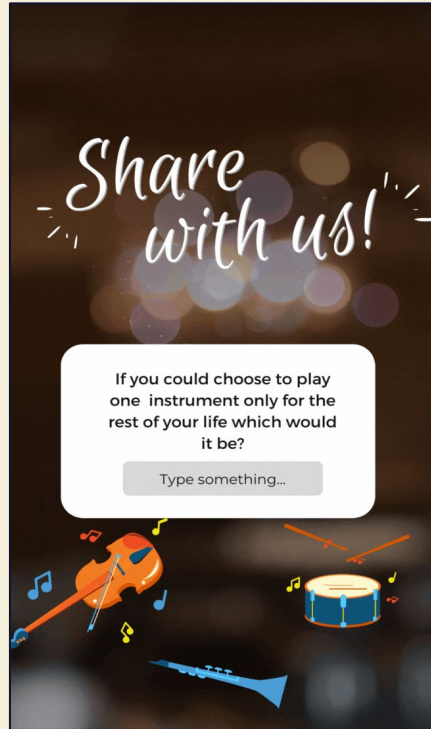 Share
with us!
If you could choose to play
one instrument only for the
rest of your life which would
it be?
Type something...